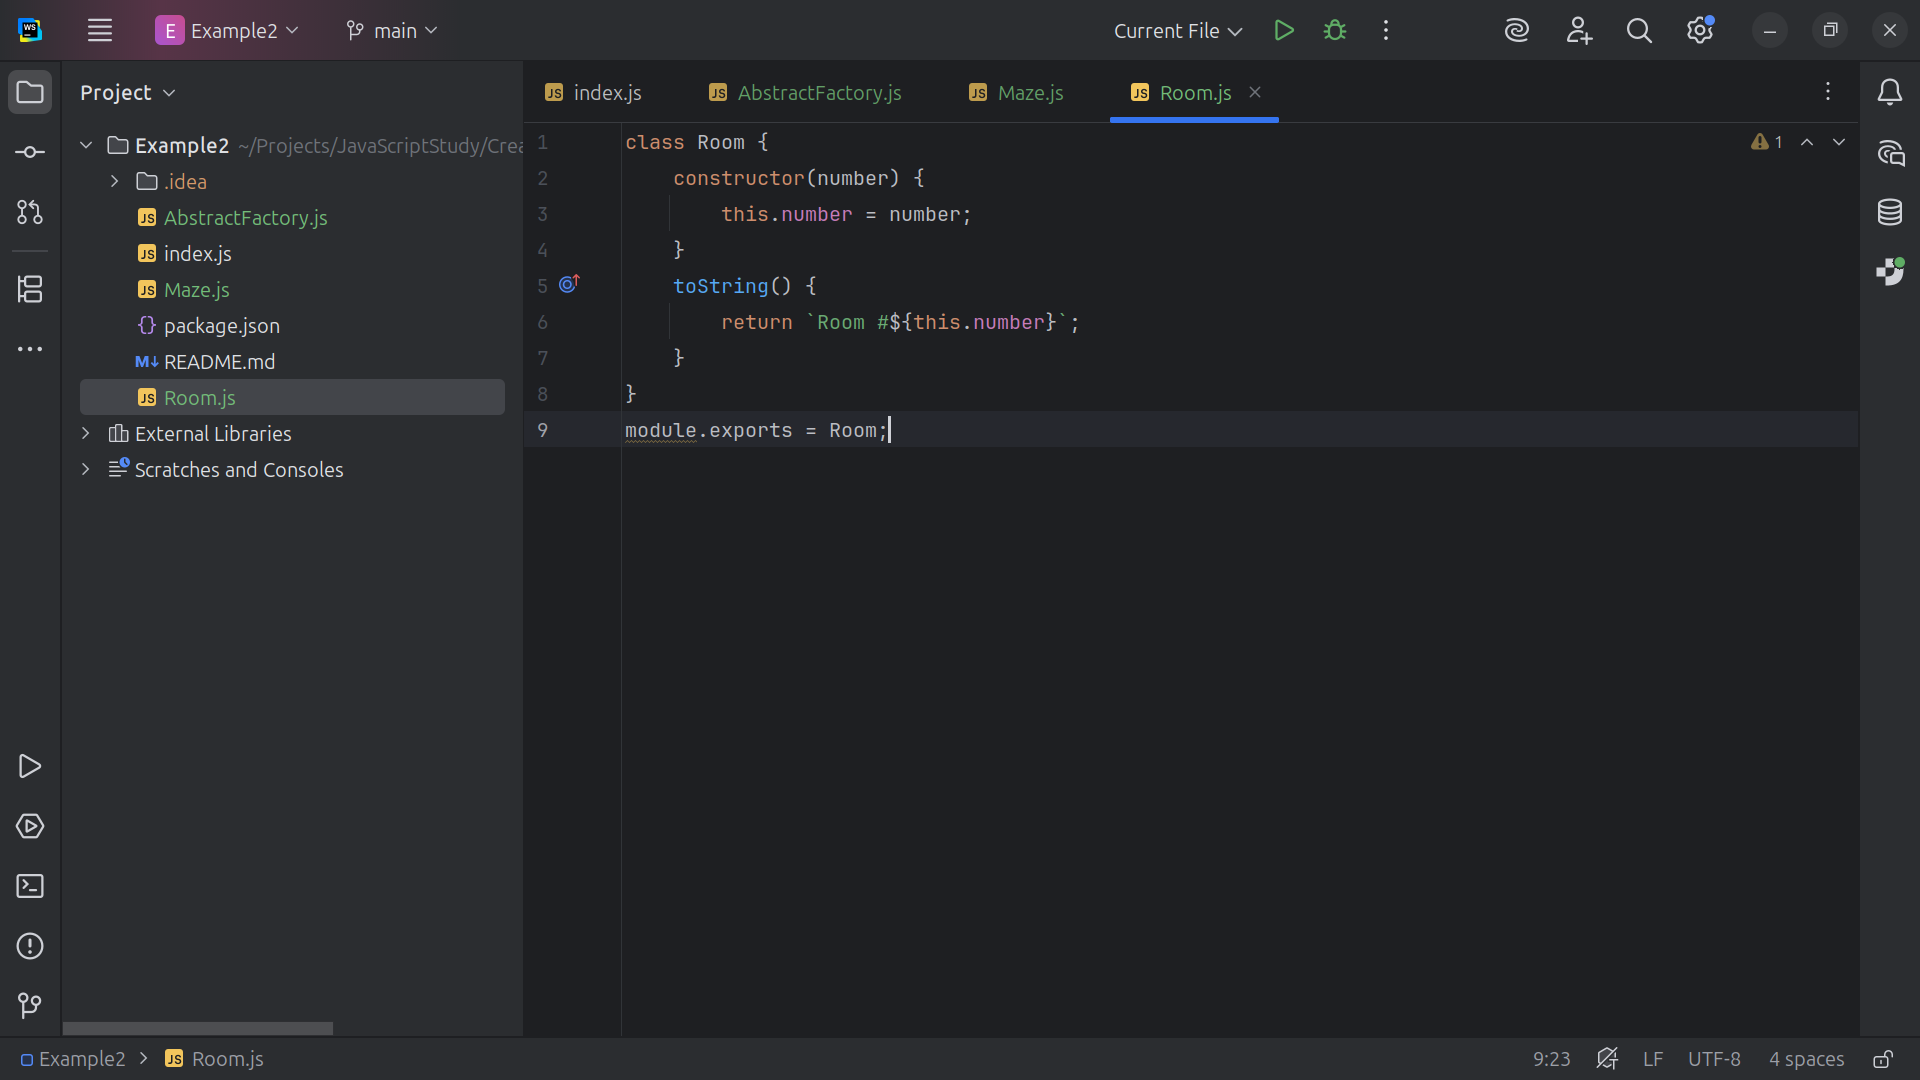 WS
E Example2
main
Current File
Project
index.js
AbstractFactory.js
Maze.js
Room.js
Example2 ~/Projects/JavaScriptStudy/Crea
.idea
AbstractFactory.js
index.js
Maze.js
package.json
README.md
Room.js
External Libraries
Scratches and Consoles
1 class Room {
2 constructor(number) {
3 this.number = number;
4 }
5 toString() {
6 return `Room #${this.number}`;
7 }
8 }
9 module.exports = Room;
1
Example2 > Room.js
9:23
LF
UTF-8
4 spaces